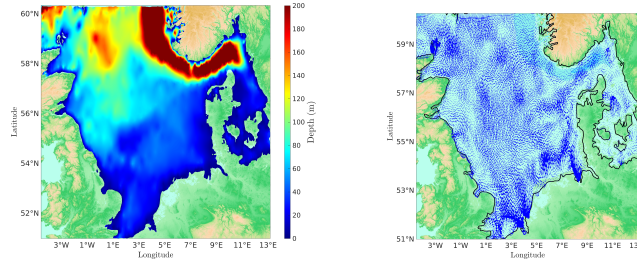 60°N
58°N
56°N
54°N
52°N
Latitude
3°W 1°W 1°E 3°E 5°E 7°E 9°E 11°E 13°E
Longitude
200
180
160
140
120
100
80
60
40
20
0
Depth (m)
59°N
57°N
55°N
53°N
51°N
Latitude
3°W 1°W 1°E 3°E 5°E 7°E 9°E 11°E 13°E
Longitude